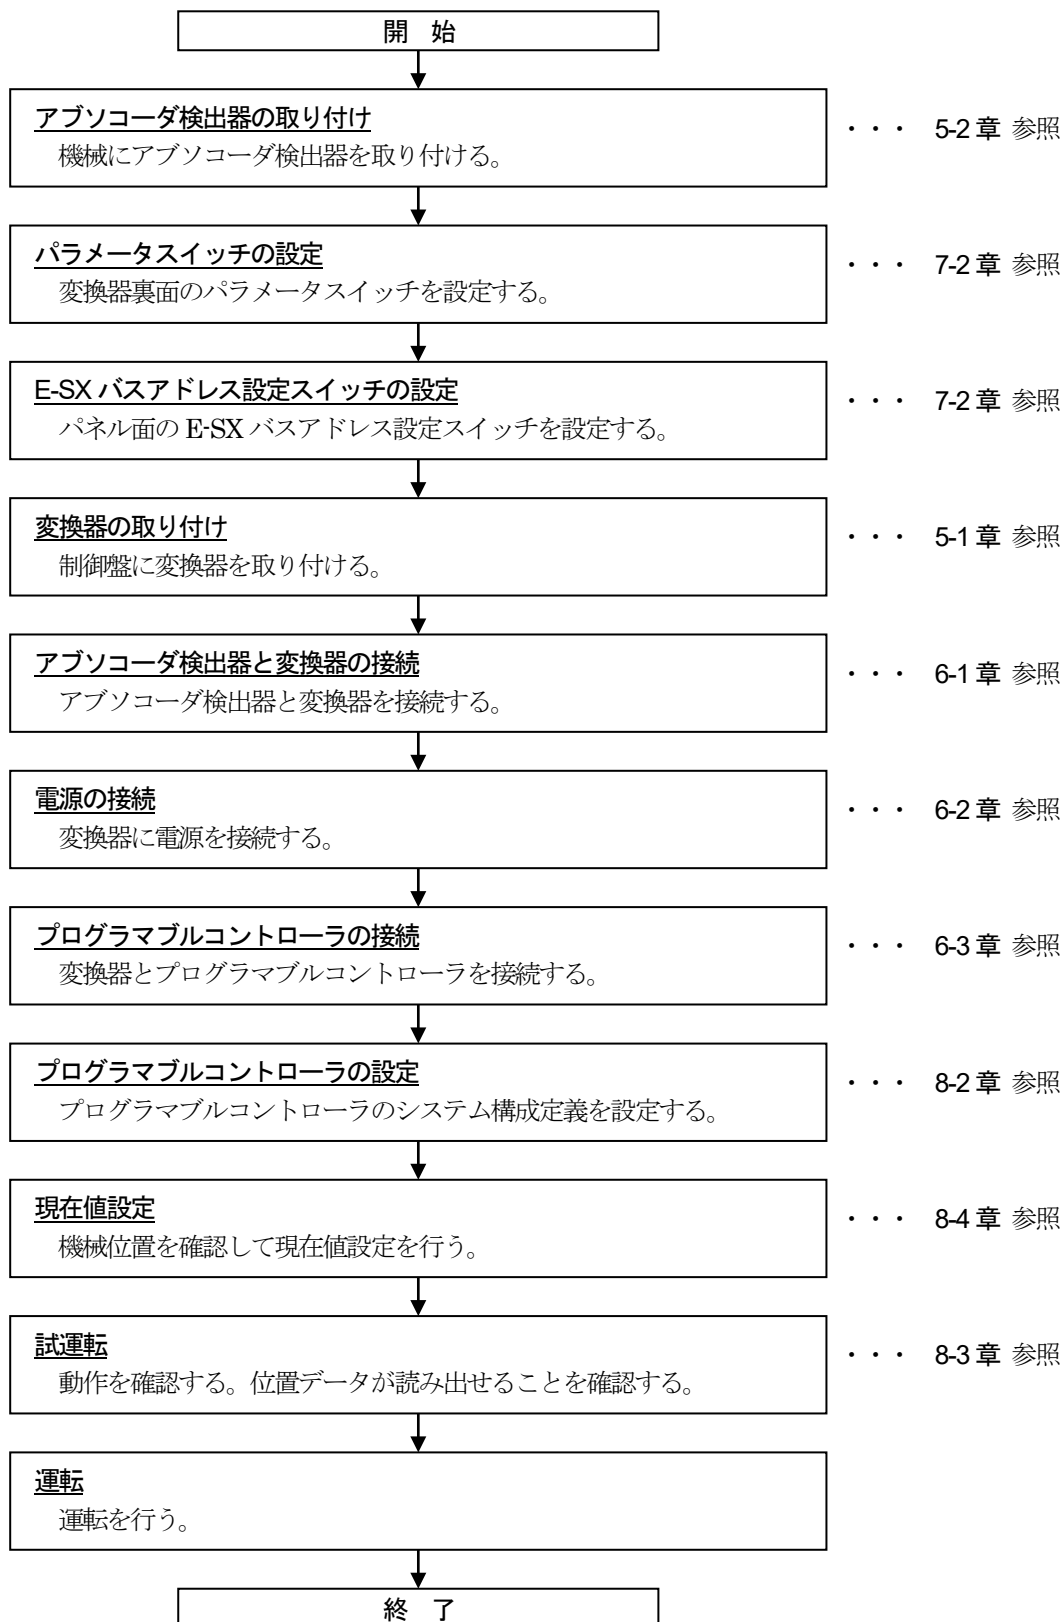 開 始
アブソコーダ検出器の取り付け ・・・ 5-2 章 参照
機械にアブソコーダ検出器を取り付ける。
パラメータスイッチの設定 ・・・ 7-2 章 参照
変換器裏面のパラメータスイッチを設定する。
E-SX バスアドレス設定スイッチの設定 ・・・ 7-2 章 参照
パネル面の E-SX バスアドレス設定スイッチを設定する。
変換器の取り付け ・・・ 5-1 章 参照
制御盤に変換器を取り付ける。
アブソコーダ検出器と変換器の接続 ・・・ 6-1 章 参照
アブソコーダ検出器と変換器を接続する。
電源の接続 ・・・ 6-2 章 参照
変換器に電源を接続する。
プログラマブルコントローラの接続 ・・・ 6-3 章 参照
変換器とプログラマブルコントローラを接続する。
プログラマブルコントローラの設定 ・・・ 8-2 章 参照
プログラマブルコントローラのシステム構成定義を設定する。
現在値設定 ・・・ 8-4 章 参照
機械位置を確認して現在値設定を行う。
試運転 ・・・ 8-3 章 参照
動作を確認する。位置データが読み出せることを確認する。
運転
運転を行う。
終 了